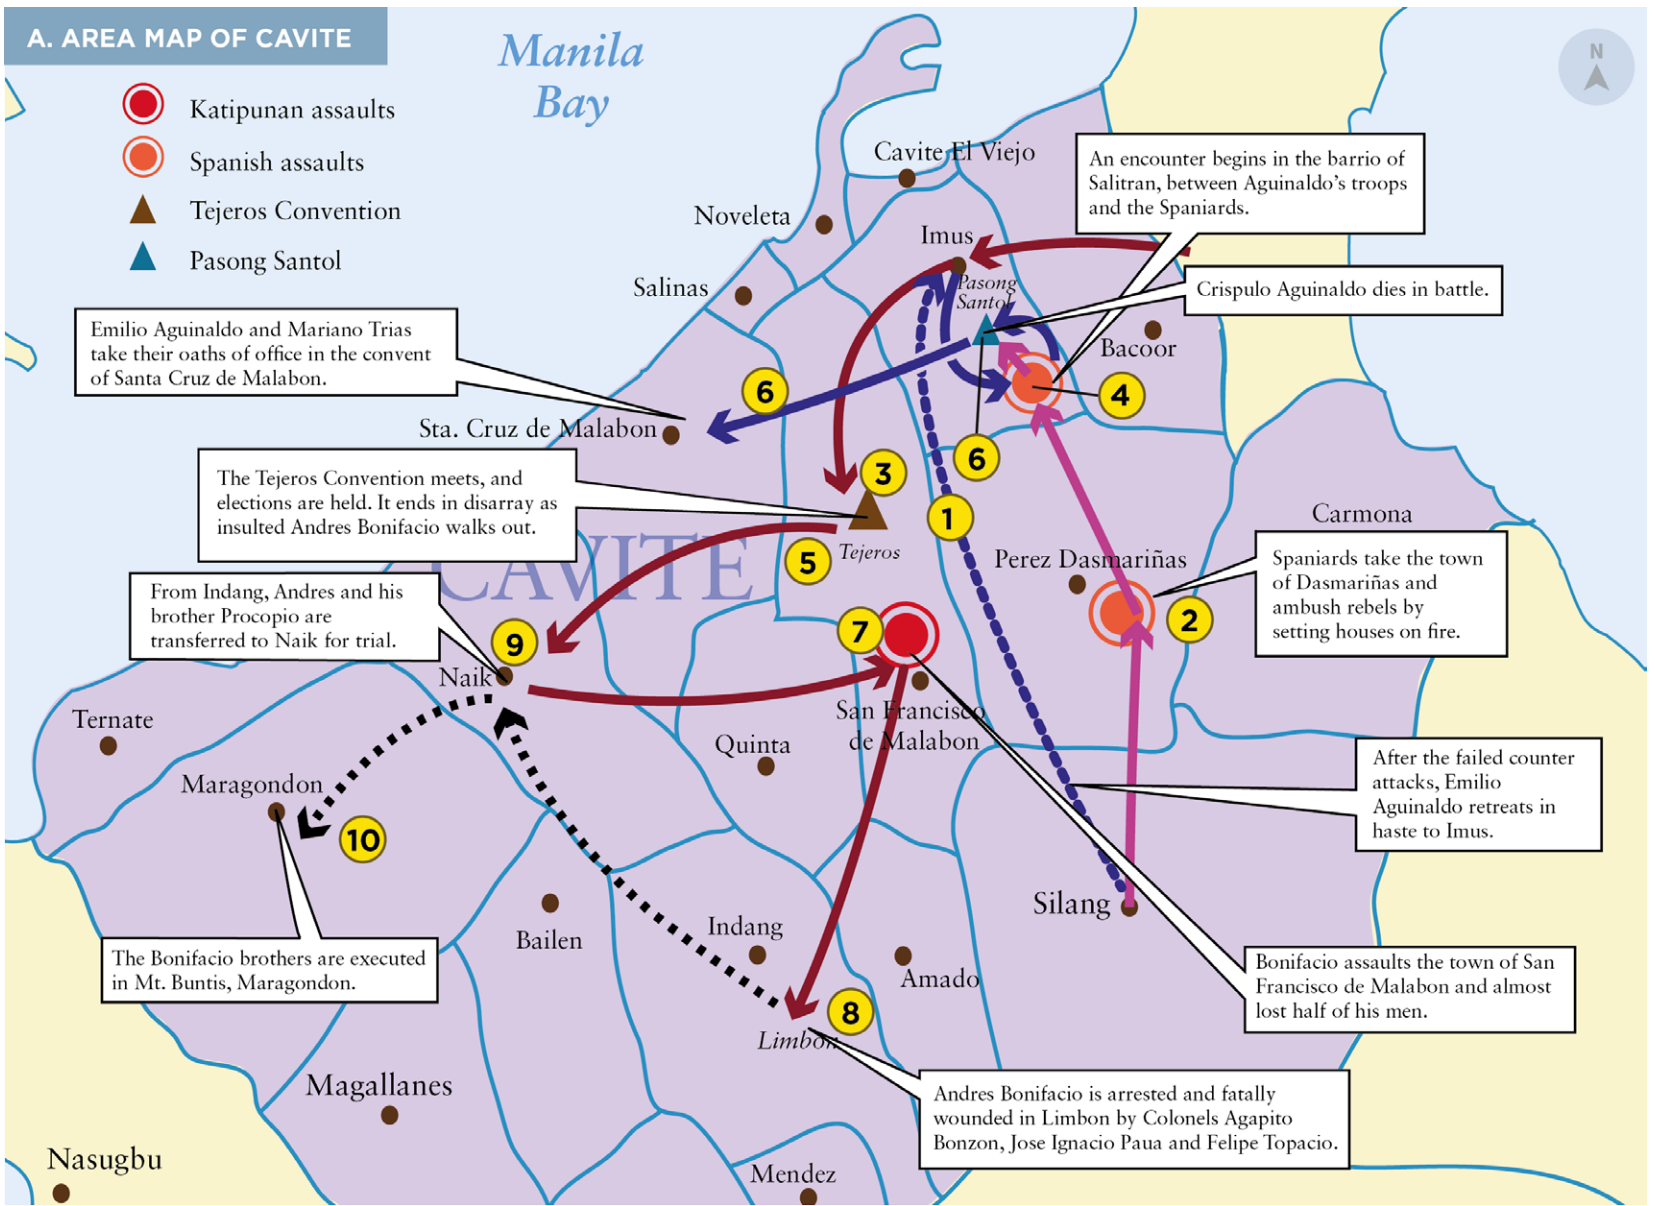 A. AREA MAP OF CAVITE
Katipunan assaults
Spanish assaults
Tejeros Convention
Pasong Santol
Manila
Bay
N
Cavite El Viejo
Noveleta
Imus
Salinas
Pasong
Santol
Bacoor
An encounter begins in the barrio of
Salitran, between Aguinaldo's troops
and the Spaniards.
Crispulo Aguinaldo dies in battle.
Emilio Aguinaldo and Mariano Trias
take their oaths of office in the convent
of Santa Cruz de Malabon.
6
4
Sta. Cruz de Malabon
6
3
The Tejeros Convention meets, and
elections are held. It ends in disarray as
insulted Andres Bonifacio walks out.
1
Carmona
CAVITE
5
Tejeros
Perez Dasmariñas
Spaniards take the town
of Dasmariñas and
ambush rebels by
setting houses on fire.
From Indang, Andres and his
brother Procopio are
transferred to Naik for trial.
9
7
2
Naik
San Francisco
de Malabon
Ternate
Quinta
After the failed counter
attacks, Emilio
Aguinaldo retreats in
haste to Imus.
Maragondon
10
Silang
Bailen
Indang
Amado
The Bonifacio brothers are executed
in Mt. Buntis, Maragondon.
Bonifacio assaults the town of San
Francisco de Malabon and almost
lost half of his men.
8
Limbon
Magallanes
Andres Bonifacio is arrested and fatally
wounded in Limbon by Colonels Agapito
Bonzon, Jose Ignacio Paua and Felipe Topacio.
Nasugbu
Mendez